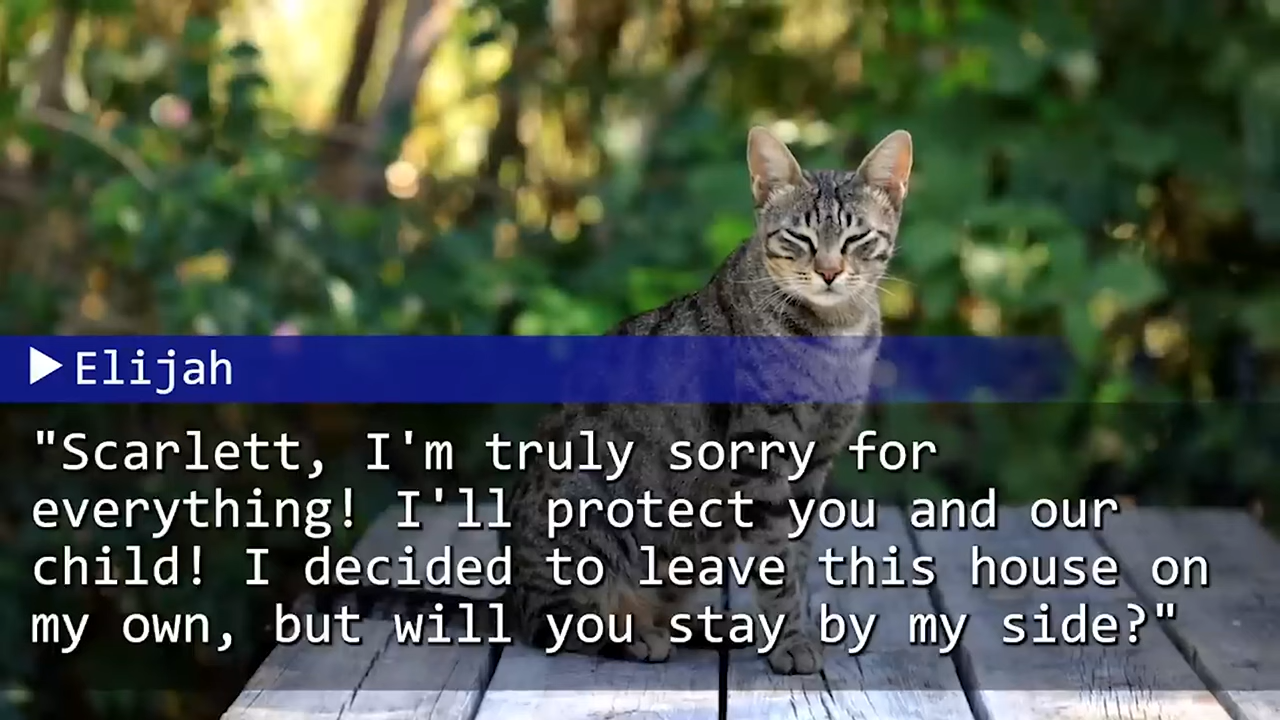 Elijah
"Scarlett, I'm truly sorry for
everything! I'll protect you and our
child! I decided to leave this house on
my own, but will you stay by my side?"